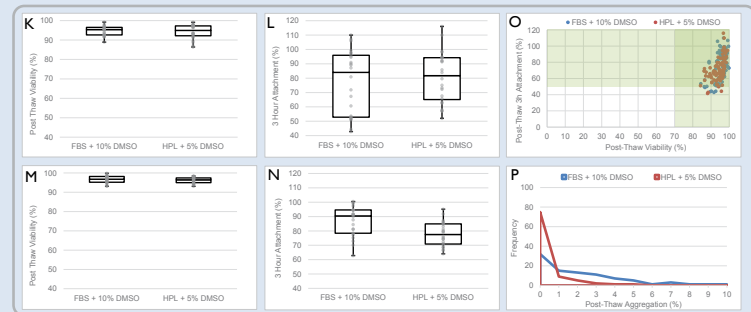 K
Post Thaw Viability (%)
100
90
80
70
60
50
40
FBS + 10% DMSO
HPL + 5% DMSO
L
3 Hour Attachment (%)
120
110
100
90
80
70
60
50
40
FBS + 10% DMSO
HPL + 5% DMSO
O
FBS + 10% DMSO
HPL + 5% DMSO
Post-Thaw 3h Attachment (%)
120
100
80
60
40
20
0
0 10 20 30 40 50 60 70 80 90 100
Post-Thaw Viability (%)
M
Post Thaw Viability (%)
100
90
80
70
60
50
40
FBS + 10% DMSO
HPL + 5% DMSO
N
3 Hour Attachment (%)
120
110
100
90
80
70
60
50
40
FBS + 10% DMSO
HPL + 5% DMSO
P
FBS + 10% DMSO
HPL + 5% DMSO
Frequency
100
80
60
40
20
0
0 1 2 3 4 5 6 7 8 9 10
Post-Thaw Aggregation (%)